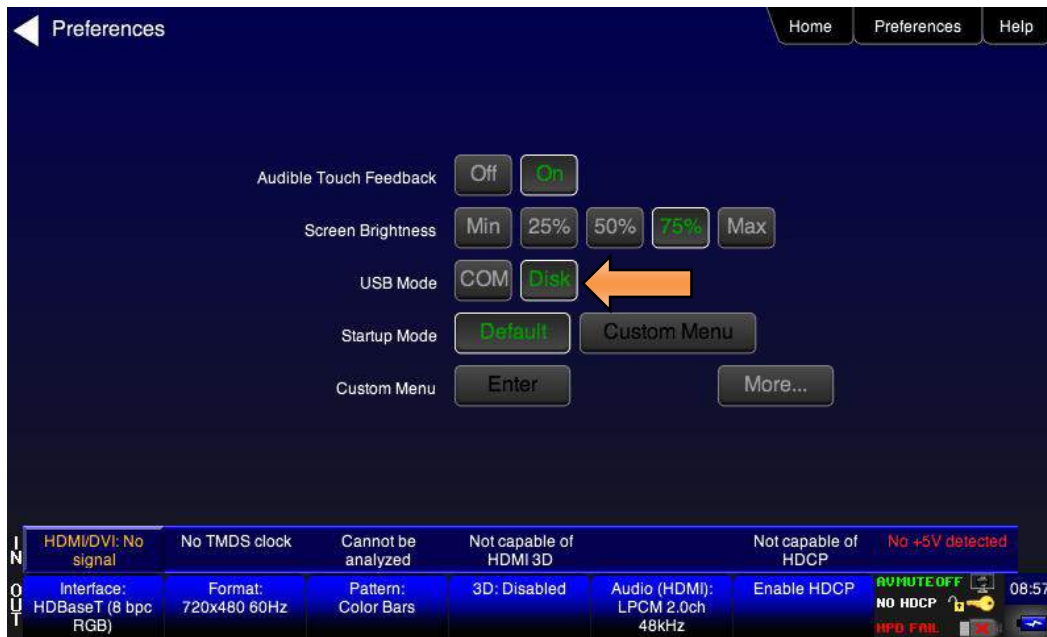 Preferences
Home Preferences Help
Audible Touch Feedback Off On
Screen Brightness Min 25% 50% 75% Max
USB Mode COM Disk
Startup Mode Default Custom Menu
Custom Menu Enter More...
IN
HDMI/DVI: No
signal
No TMDS clock
Cannot be
analyzed
Not capable of
HDMI 3D
Not capable of
HDCP
No +5V detected
OUT
Interface:
HDBaseT (8 bpc
RGB)
Format:
720x480 60Hz
Pattern:
Color Bars
3D: Disabled
Audio (HDMI):
LPCM 2.0ch
48kHz
Enable HDCP
AVMUTEOFF
NO HDCP
HPD FAIL
08:57